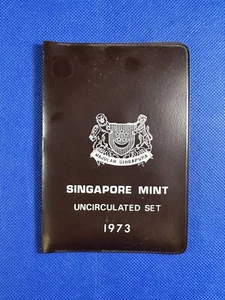 MAJULAH SINGAPURA
SINGAPORE MINT
UNCIRCULATED SET
1973